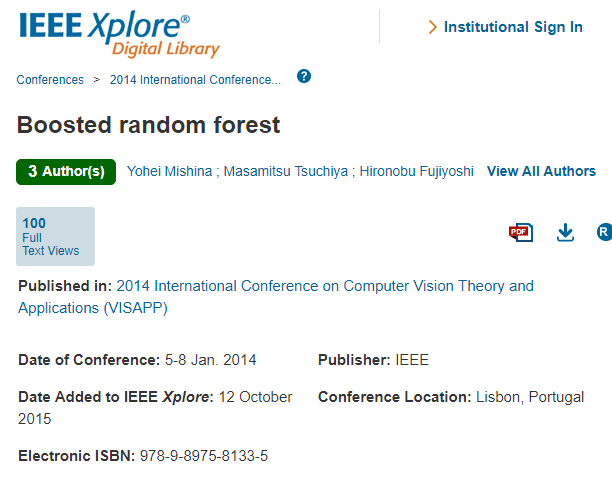 IEEE Xplore®
Digital Library
> Institutional Sign In
Conferences > 2014 International Conference... ?
Boosted random forest
3 Author(s) Yohei Mishina ; Masamitsu Tsuchiya ; Hironobu Fujiyoshi View All Authors
100
Full
Text Views
PDF
R
Published in: 2014 International Conference on Computer Vision Theory and
Applications (VISAPP)
Date of Conference: 5-8 Jan. 2014
Publisher: IEEE
Date Added to IEEE Xplore: 12 October
2015
Conference Location: Lisbon, Portugal
Electronic ISBN: 978-9-8975-8133-5